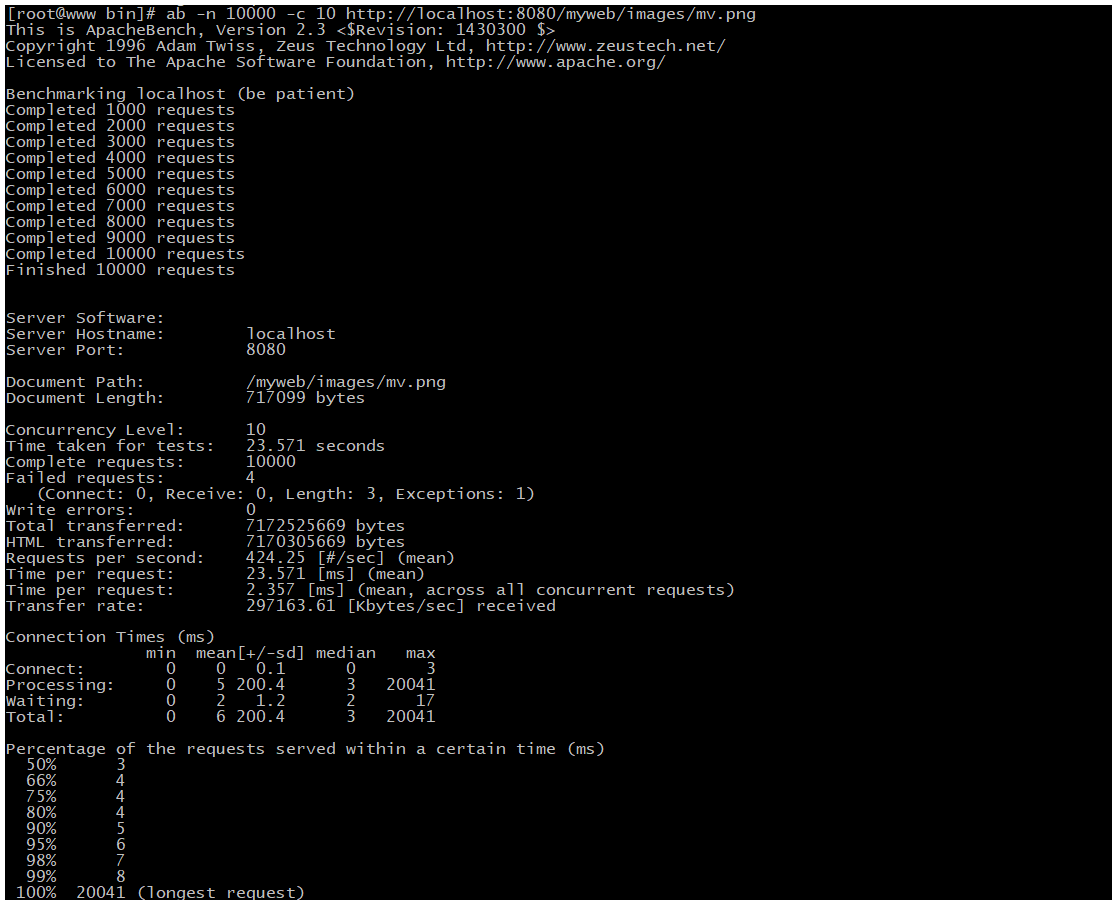 [root@www bin]# ab -n 10000 -c 10 http://localhost:8080/myweb/images/mv.png
This is ApacheBench, Version 2.3 <$Revision: 1430300 $>
Copyright 1996 Adam Twiss, Zeus Technology Ltd, http://www.zeustech.net/
Licensed to The Apache Software Foundation, http://www.apache.org/

Benchmarking localhost (be patient)
Completed 1000 requests
Completed 2000 requests
Completed 3000 requests
Completed 4000 requests
Completed 5000 requests
Completed 6000 requests
Completed 7000 requests
Completed 8000 requests
Completed 9000 requests
Completed 10000 requests
Finished 10000 requests


Server Software:
Server Hostname:        localhost
Server Port:            8080

Document Path:          /myweb/images/mv.png
Document Length:        717099 bytes

Concurrency Level:      10
Time taken for tests:   23.571 seconds
Complete requests:      10000
Failed requests:        4
   (Connect: 0, Receive: 0, Length: 3, Exceptions: 1)
Write errors:           0
Total transferred:      7172525669 bytes
HTML transferred:       7170305669 bytes
Requests per second:    424.25 [#/sec] (mean)
Time per request:       23.571 [ms] (mean)
Time per request:       2.357 [ms] (mean, across all concurrent requests)
Transfer rate:          297163.61 [Kbytes/sec] received

Connection Times (ms)
              min  mean[+/-sd] median   max
Connect:        0    0   0.1      0       3
Processing:     0    5 200.4      3   20041
Waiting:        0    2   1.2      2      17
Total:          0    6 200.4      3   20041

Percentage of the requests served within a certain time (ms)
  50%      3
  66%      4
  75%      4
  80%      4
  90%      5
  95%      6
  98%      7
  99%      8
 100%  20041 (longest request)